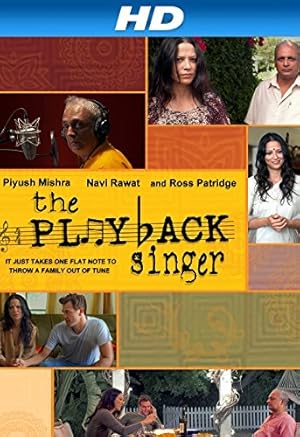 HD
Piyush Mishra Navi Rawat and Ross Patridge
the
PLAYbACK
singer
IT JUST TAKES ONE FLAT NOTE TO
THROW A FAMILY OUT OF TUNE